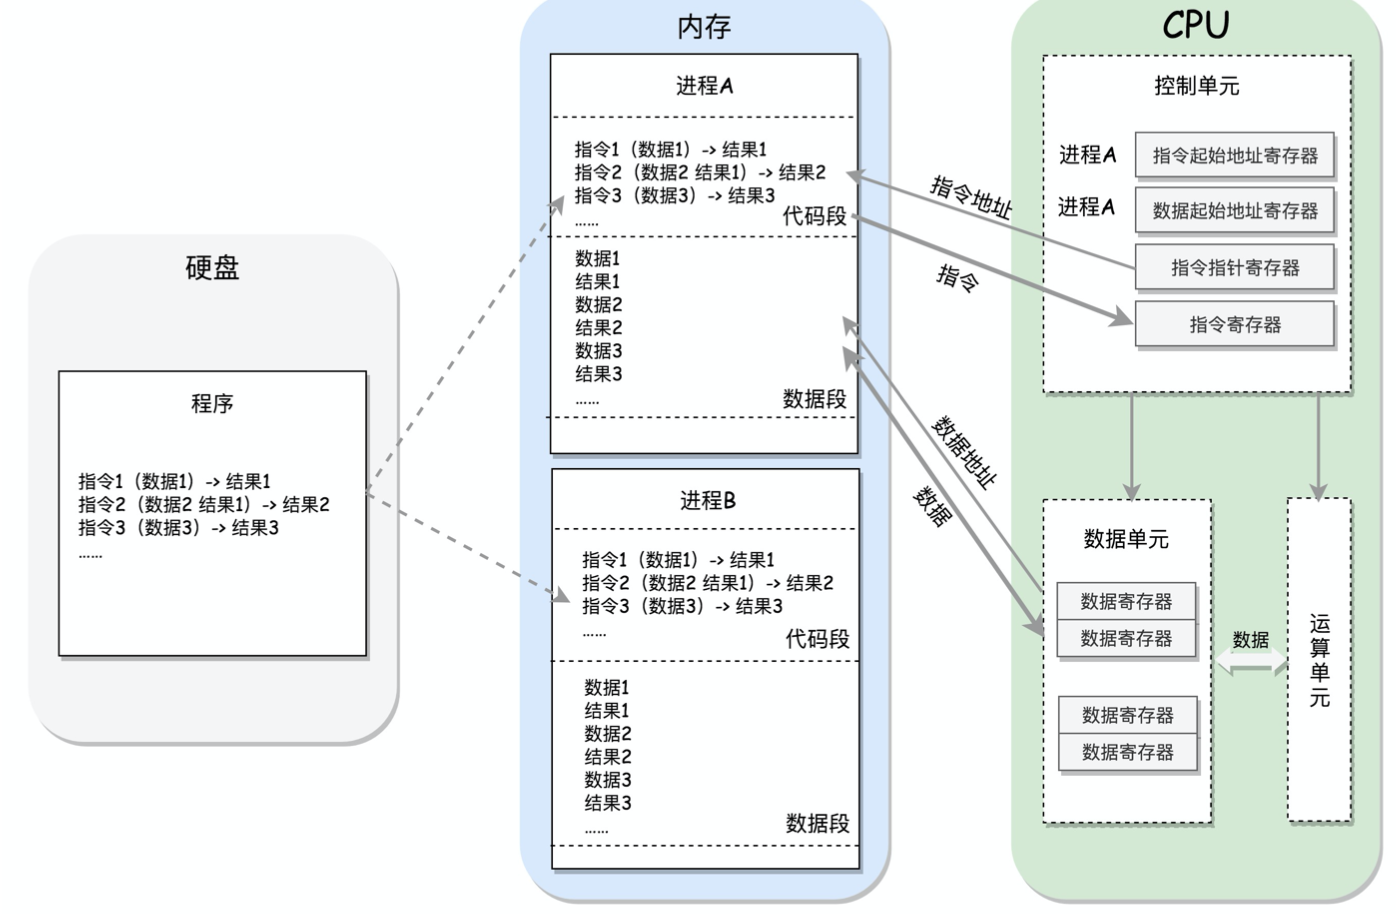 硬盘
程序
指令1（数据1）-> 结果1
指令2（数据2 结果1）-> 结果2
指令3（数据3）-> 结果3
......
内存
进程A
指令1（数据1）-> 结果1
指令2（数据2 结果1）-> 结果2
指令3（数据3）-> 结果3
......
代码段
数据1
结果1
数据2
结果2
数据3
结果3
......
数据段
进程B
指令1（数据1）-> 结果1
指令2（数据2 结果1）-> 结果2
指令3（数据3）-> 结果3
......
代码段
数据1
结果1
数据2
结果2
数据3
结果3
......
数据段
指令地址
指令
数据地址
数据
CPU
控制单元
进程A 指令起始地址寄存器
进程A 数据起始地址寄存器
指令指针寄存器
指令寄存器
数据单元
数据寄存器
数据寄存器
数据寄存器
数据寄存器
数据
运算单元